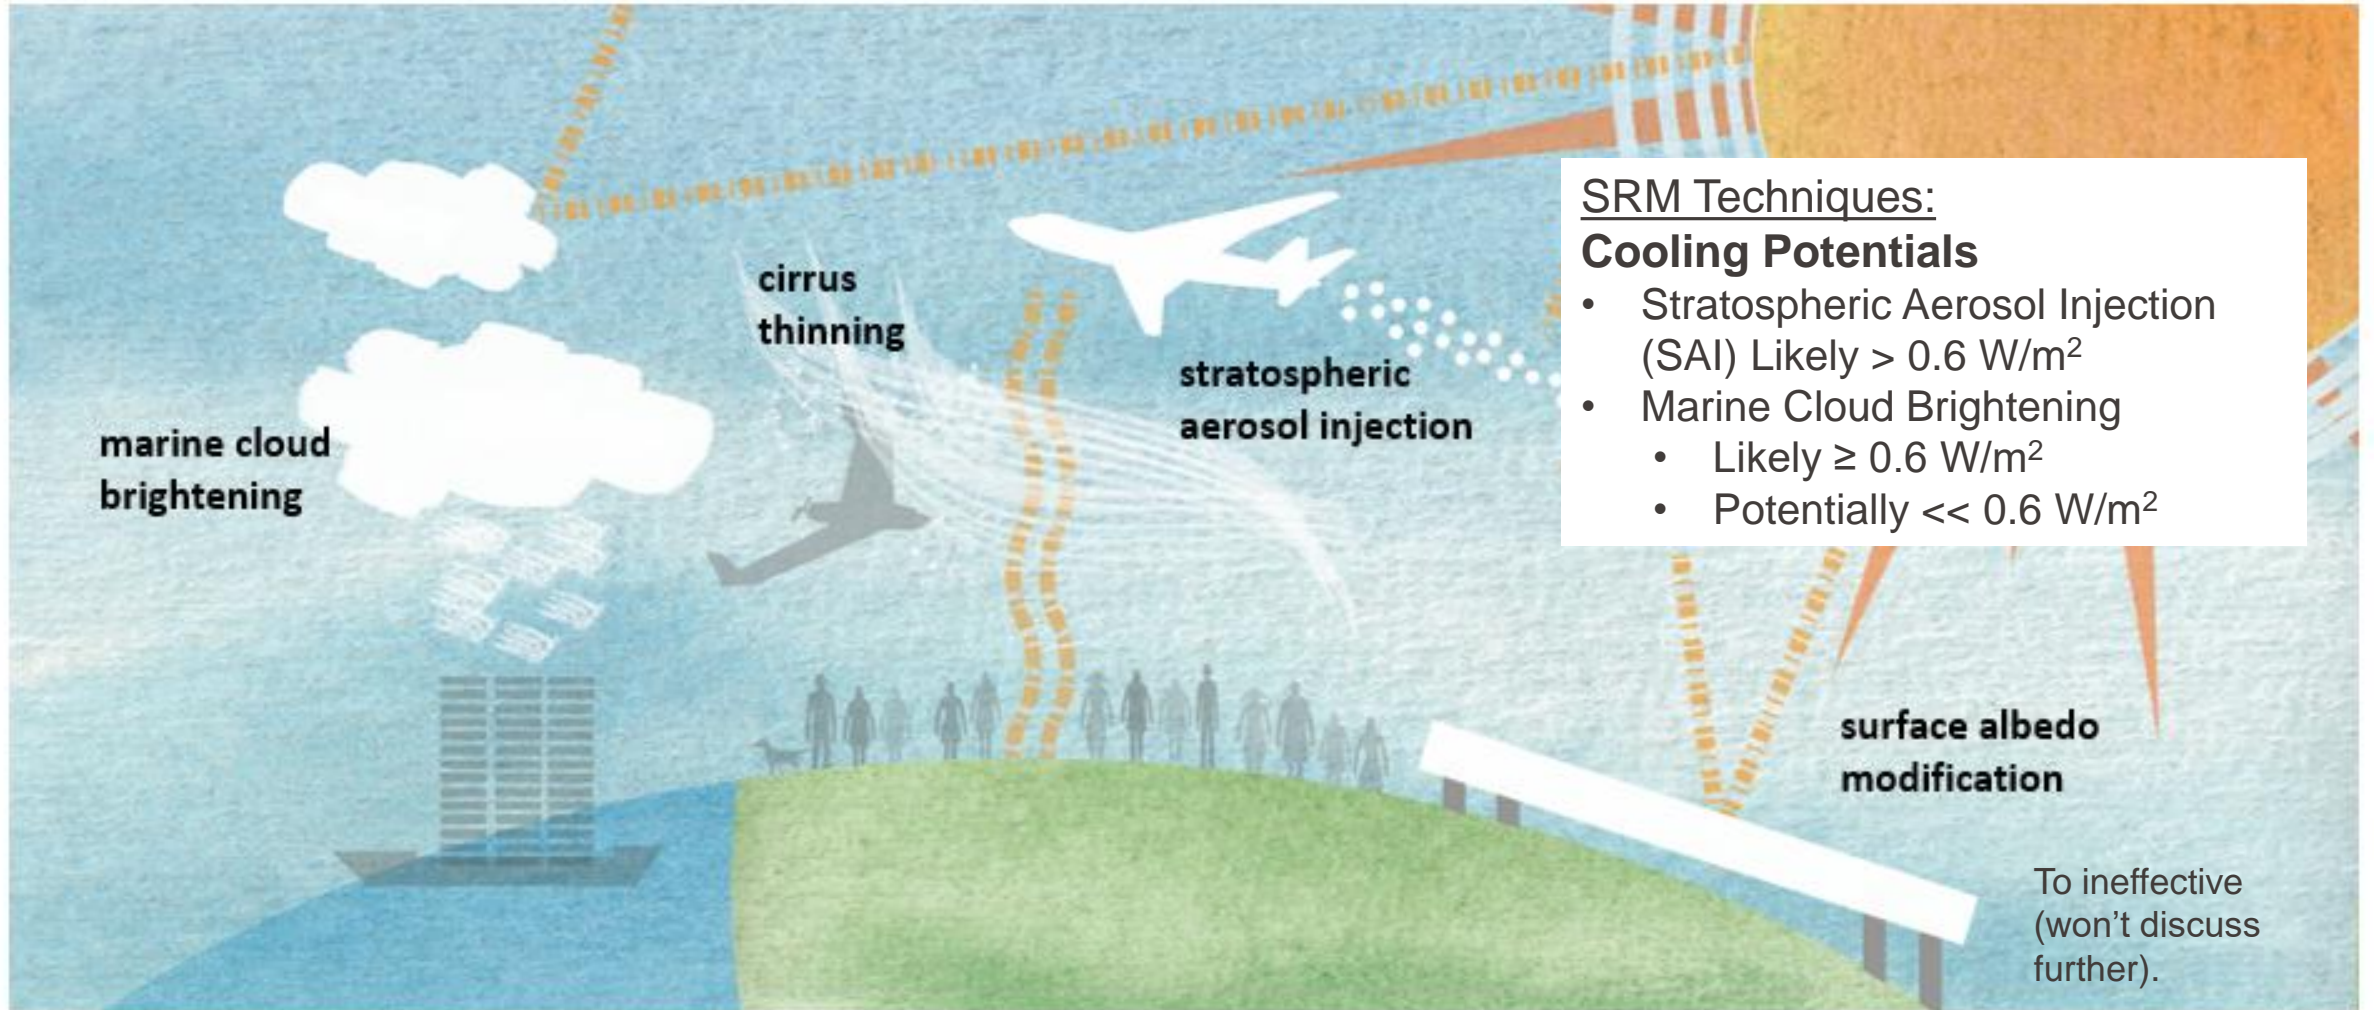 SRM Techniques:
Cooling Potentials
• Stratospheric Aerosol Injection
(SAI) Likely > 0.6 W/m²
• Marine Cloud Brightening
• Likely ≥ 0.6 W/m²
• Potentially << 0.6 W/m²
cirrus
thinning
stratospheric
aerosol injection
marine cloud
brightening
surface albedo
modification
To ineffective
(won’t discuss
further).